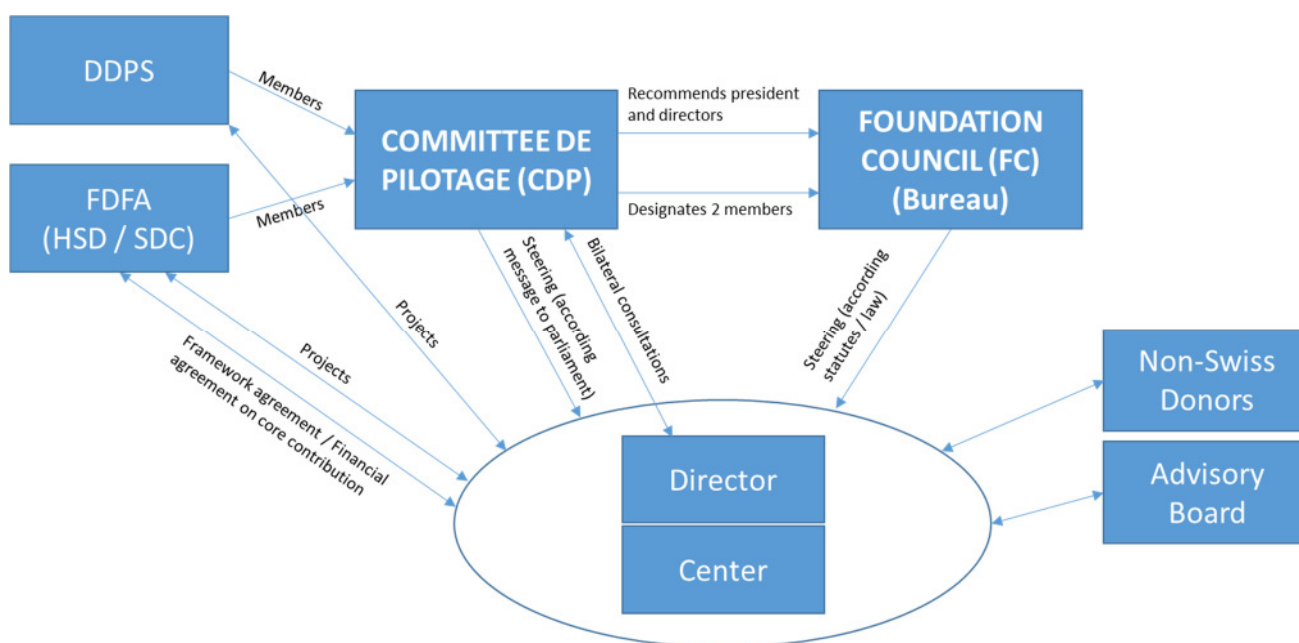 DDPS
Members
FDFA
(HSD / SDC)
Members
COMMITTEE DE
PILOTAGE (CDP)
Recommends president
and directors
Designates 2 members
FOUNDATION
COUNCIL (FC)
(Bureau)
Projects
Projects
Framework agreement / Financial
agreement on core contribution
Steering (according
message to parliament)
Bilateral consultations
Steering (according
statutes / law)
Director
Center
Non-Swiss
Donors
Advisory
Board